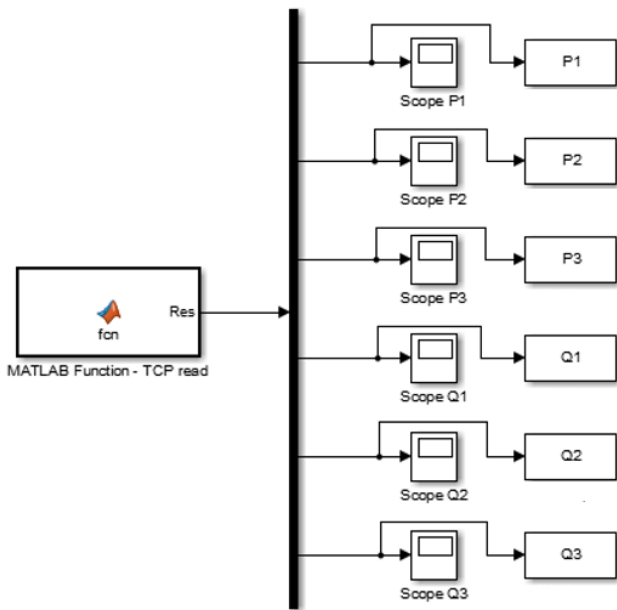 P1
Scope P1
P2
Scope P2
P3
Scope P3
Res
fcn
MATLAB Function - TCP read
Q1
Scope Q1
Q2
Scope Q2
Q3
Scope Q3